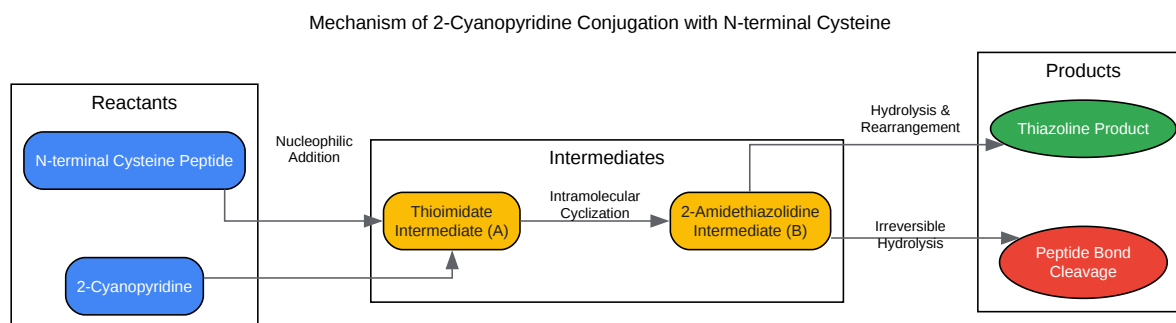 Mechanism of 2-Cyanopyridine Conjugation with N-terminal Cysteine
Reactants
N-terminal Cysteine Peptide
2-Cyanopyridine
Nucleophilic
Addition
Intermediates
Thioimidate
Intermediate (A)
Intramolecular
Cyclization
2-Amidethiazolidine
Intermediate (B)
Hydrolysis &
Rearrangement
Irreversible
Hydrolysis
Products
Thiazoline Product
Peptide Bond
Cleavage